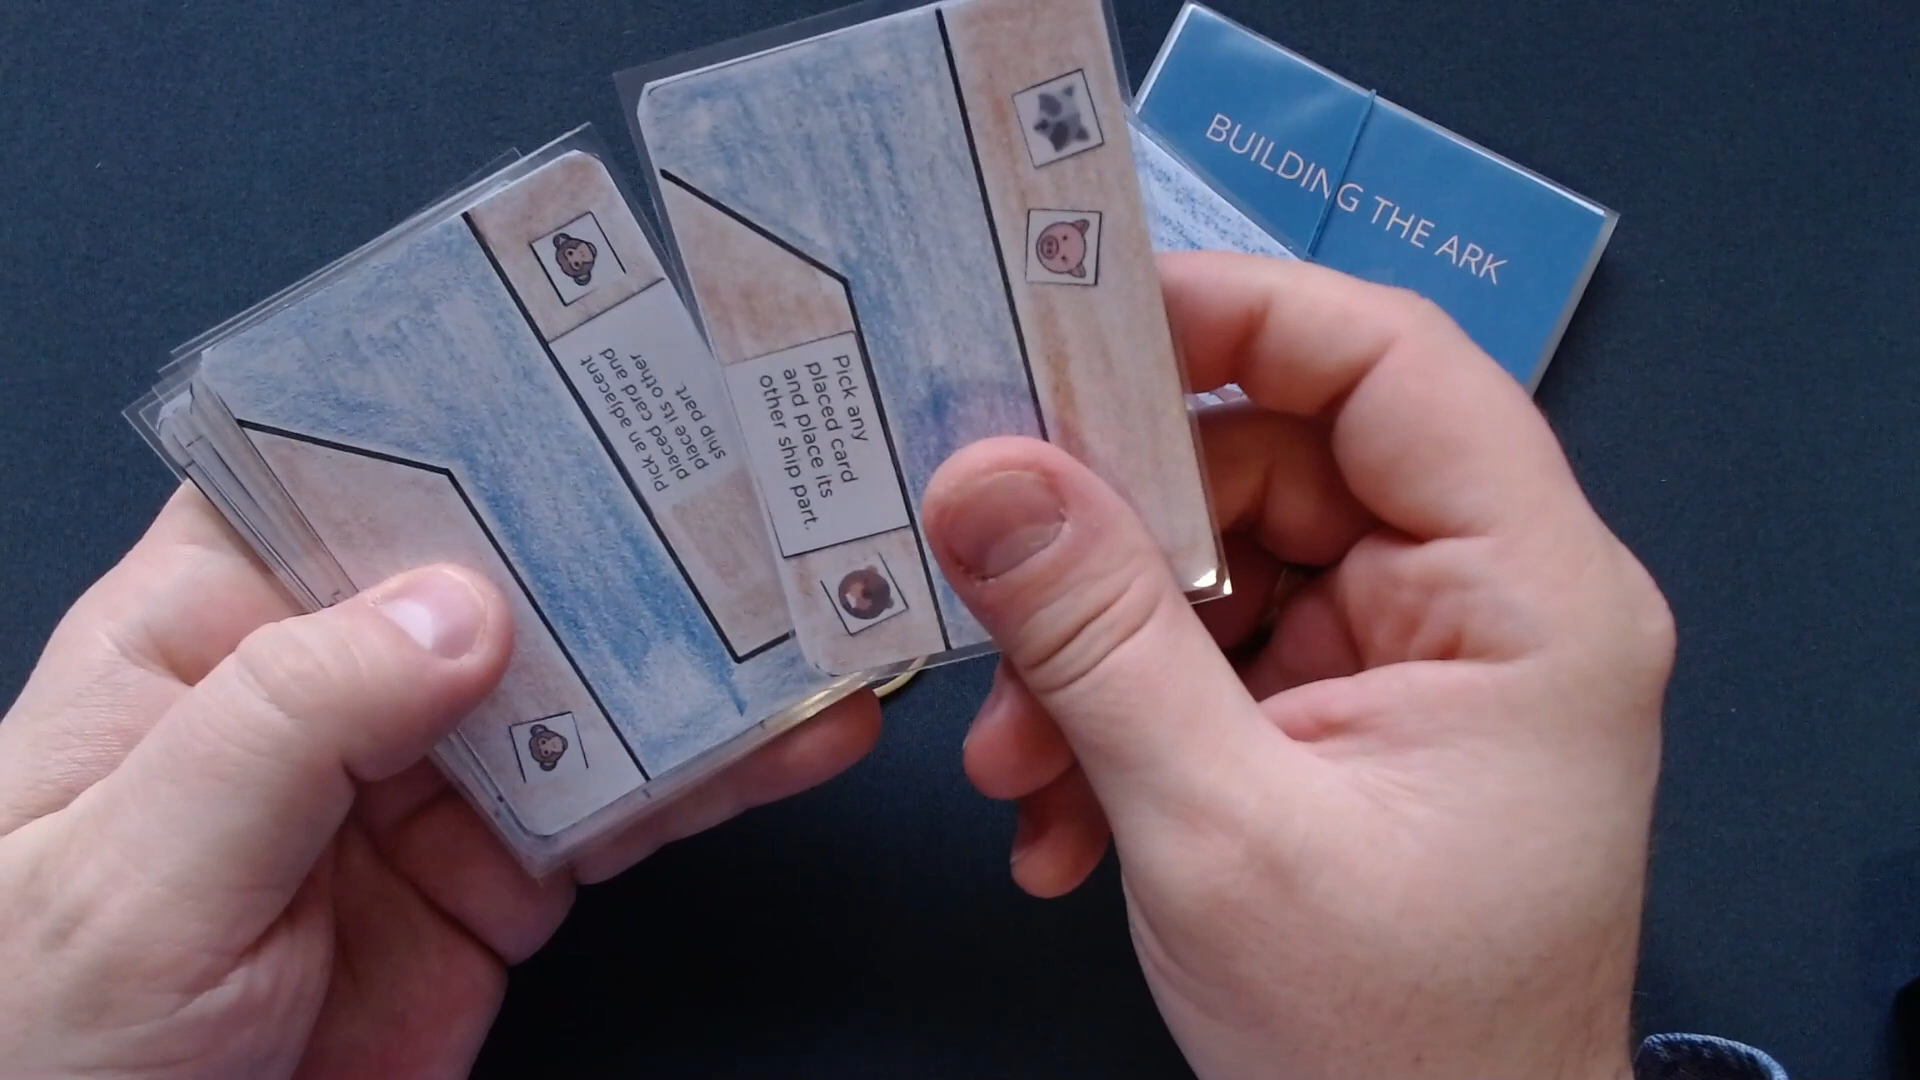 BUILDING THE ARK
Pick an adjacent
placed card and
place its other
ship part.
Pick any
placed card
and place its
other ship part.